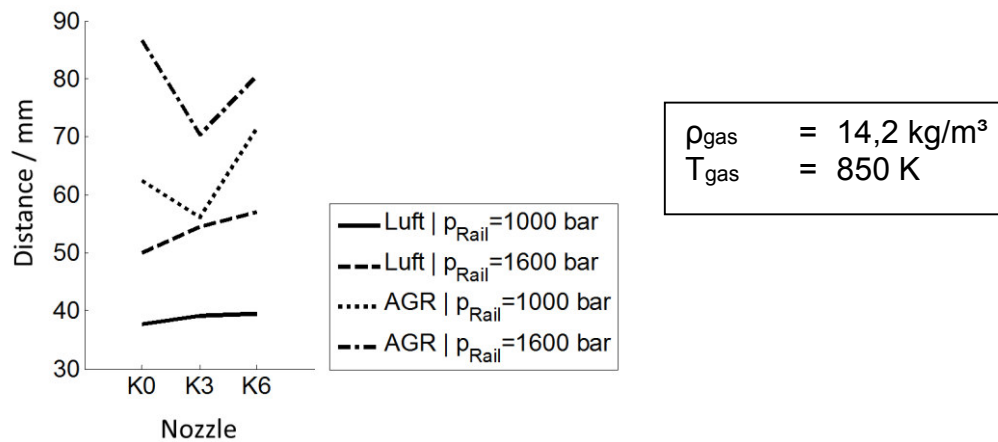 90
80
70
60
50
40
30
Distance / mm
K0 K3 K6
Nozzle
Luft | pRail=1000 bar
Luft | pRail=1600 bar
AGR | pRail=1000 bar
AGR | pRail=1600 bar
ρgas = 14,2 kg/m³
Tgas = 850 K